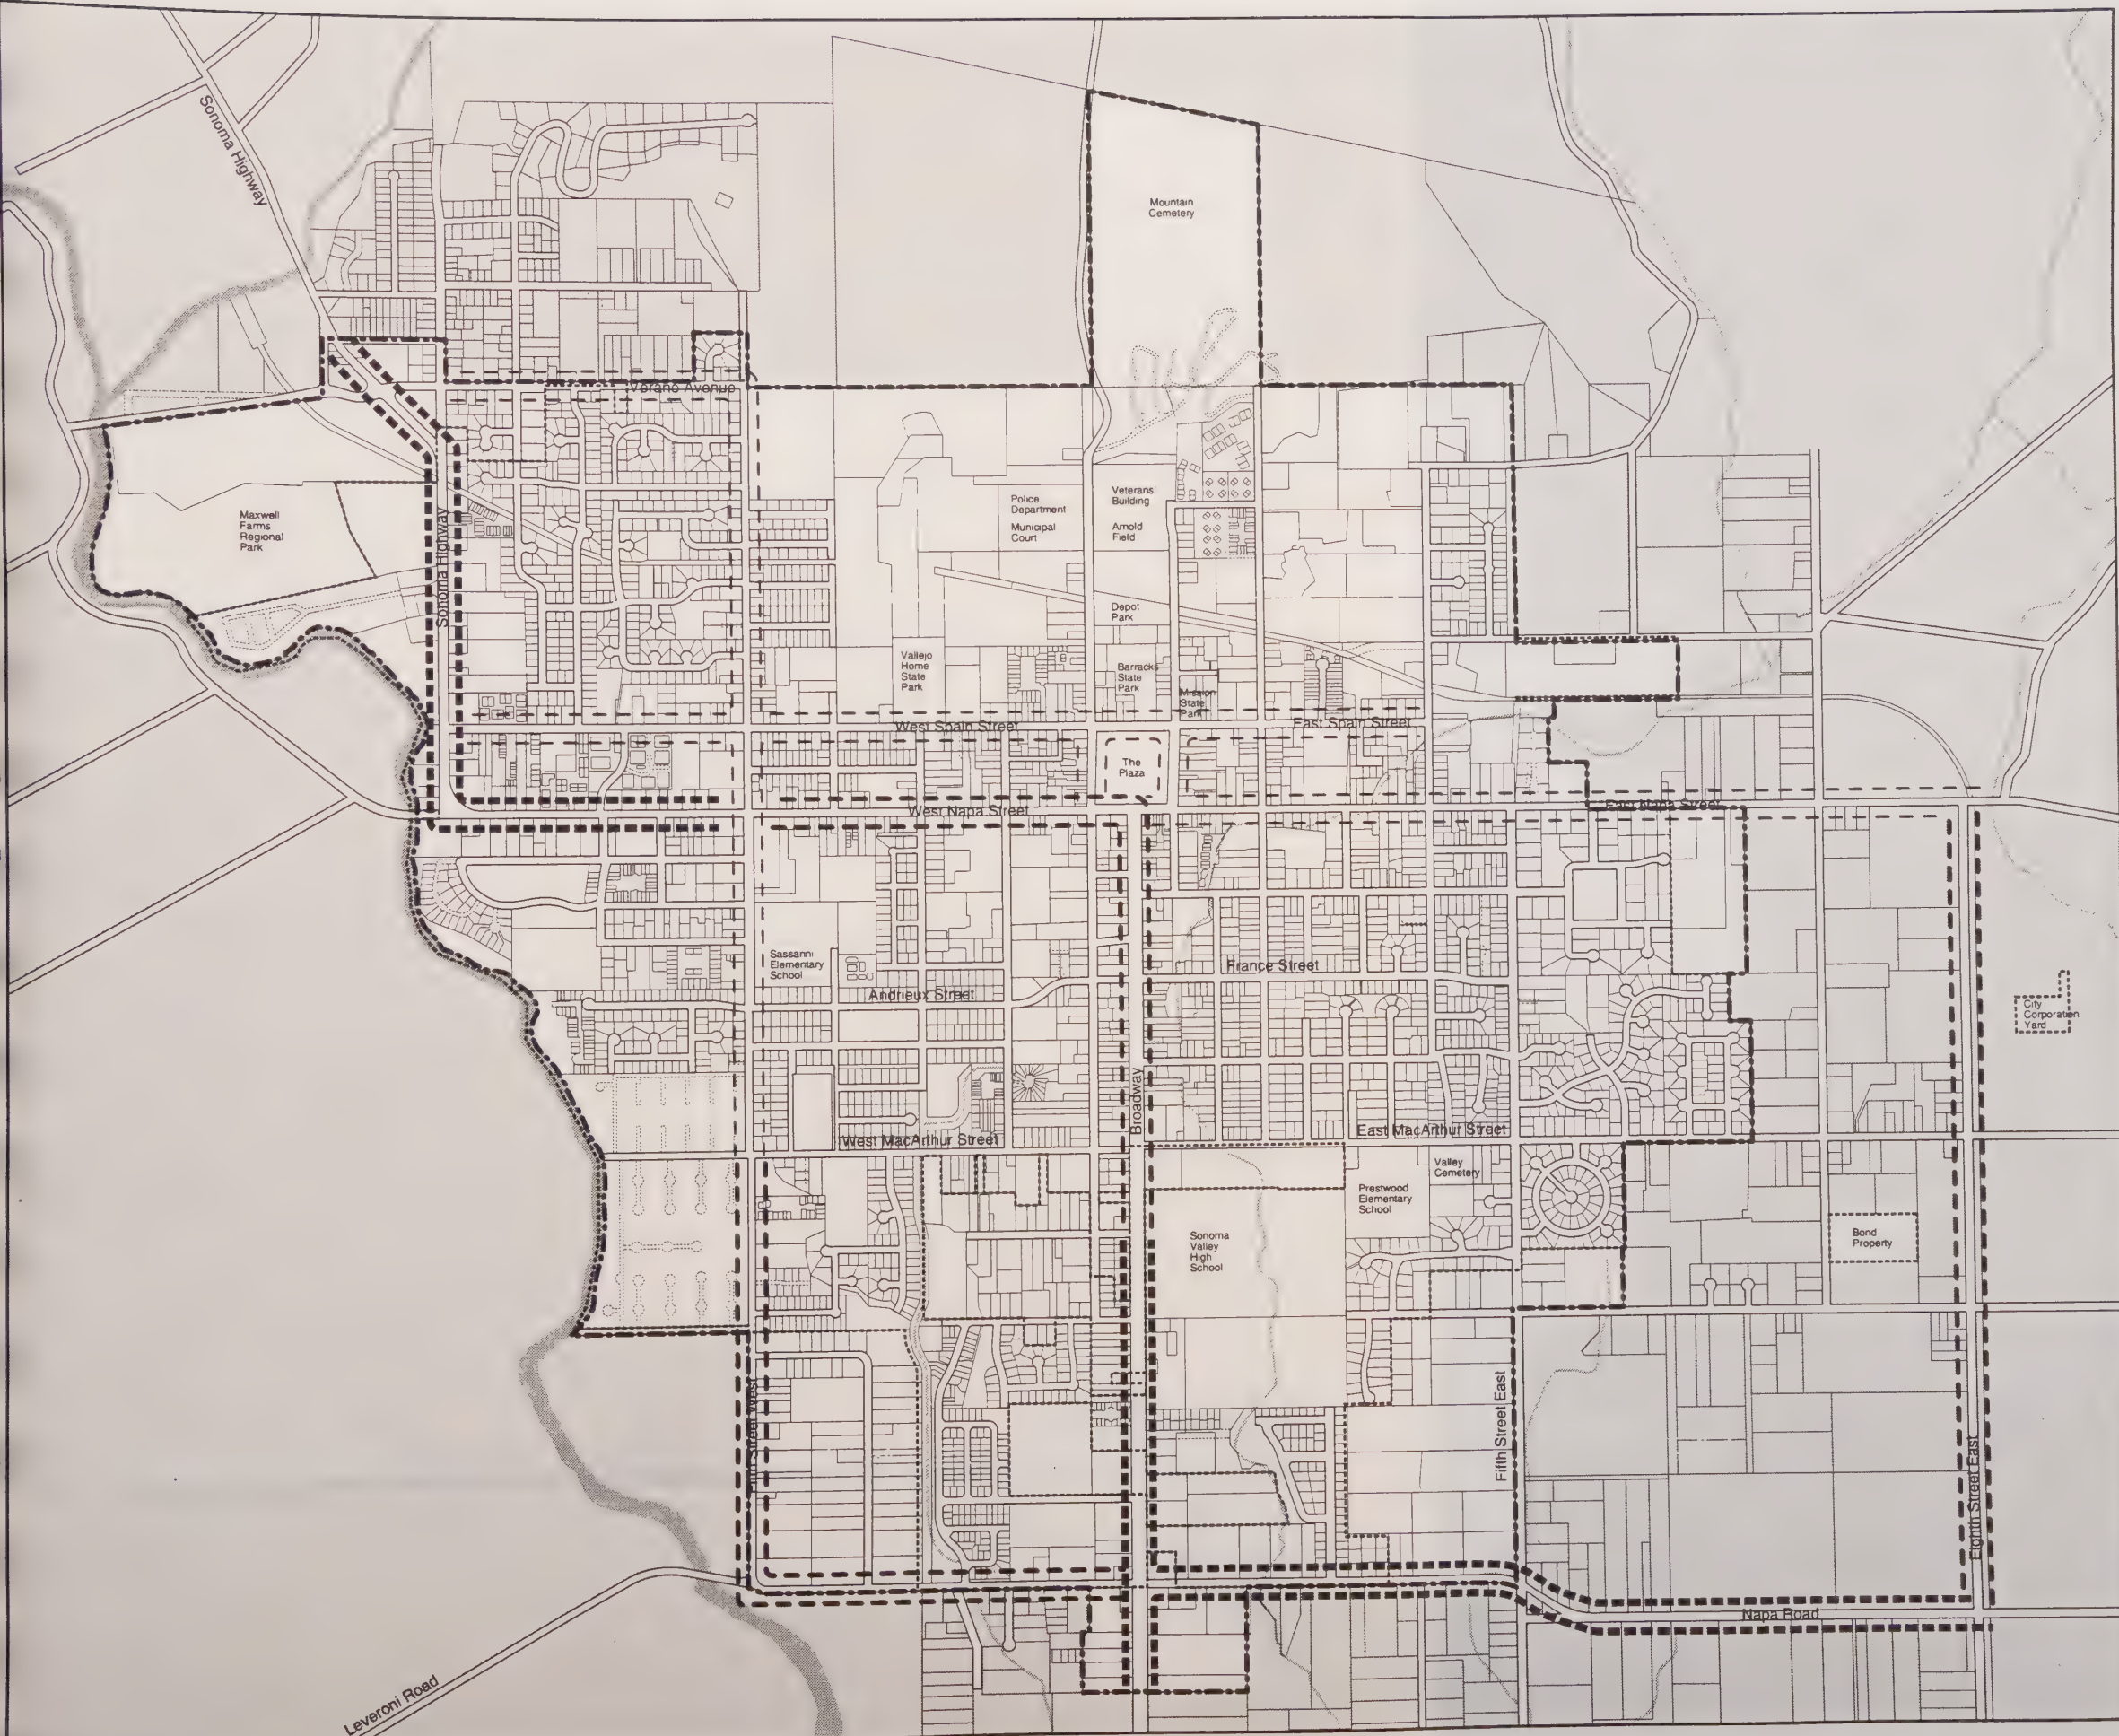 Sonoma Highway
Mountain
Cemetery
Verano Avenue
Maxwell
Farms
Regional
Park
Sonoma Highway
Police
Department
Municipal
Court
Veterans'
Building
Arnold
Field
Depot
Park
Vallejo
Home
State
Park
Barracks
State
Park
Mission
State
Park
West Spain Street
East Spain Street
The
Plaza
West Napa Street
East Napa Street
Sassarini
Elementary
School
France Street
Andrieux Street
City
Corporation
Yard
Broadway
West MacArthur Street
East MacArthur Street
Valley
Cemetery
Prestwood
Elementary
School
Sonoma
Valley
High
School
Bond
Property
Fifth Street West
Fifth Street East
Eighth Street East
Napa Road
Leveroni Road